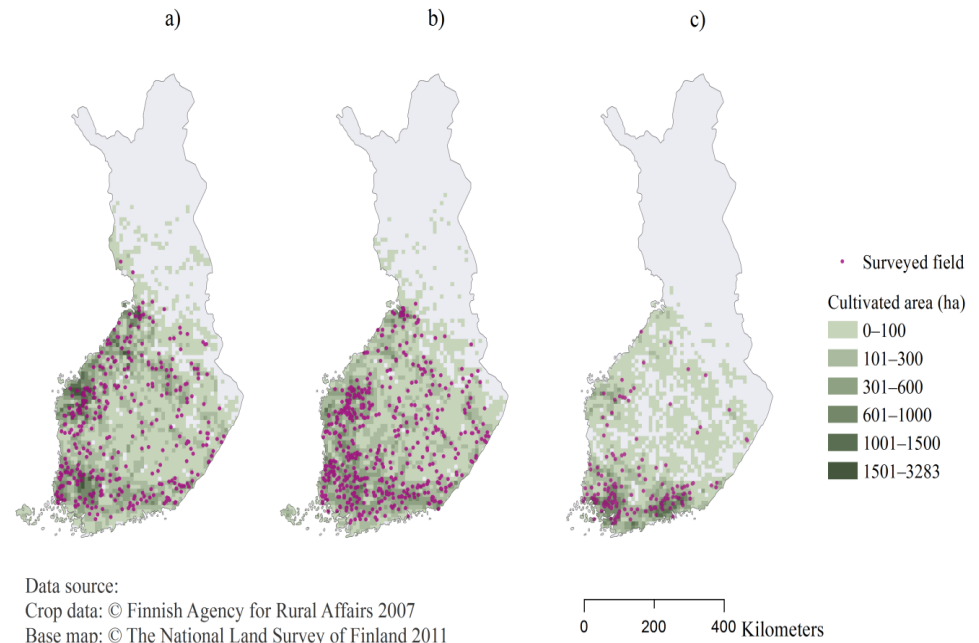 a)
b)
c)
Surveyed field
Cultivated area (ha)
0–100
101–300
301–600
601–1000
1001–1500
1501–3283
Data source:
Crop data: © Finnish Agency for Rural Affairs 2007
Base map: © The National Land Survey of Finland 2011
0 200 400 Kilometers